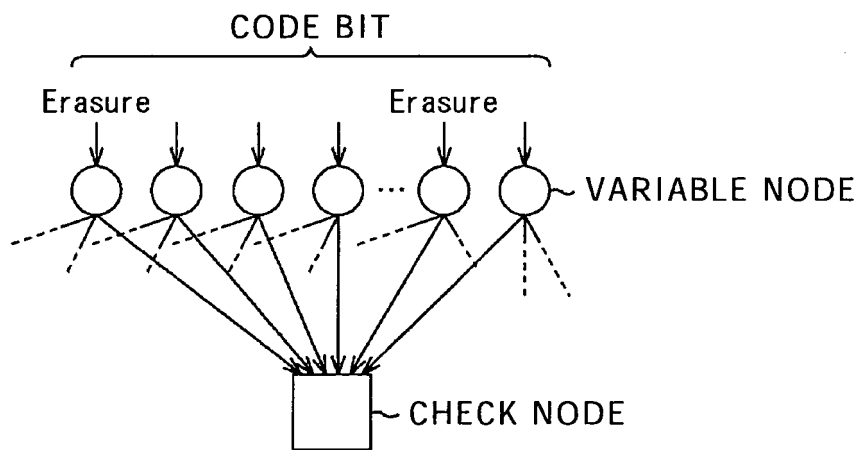 CODE BIT
Erasure Erasure
...
VARIABLE NODE
CHECK NODE